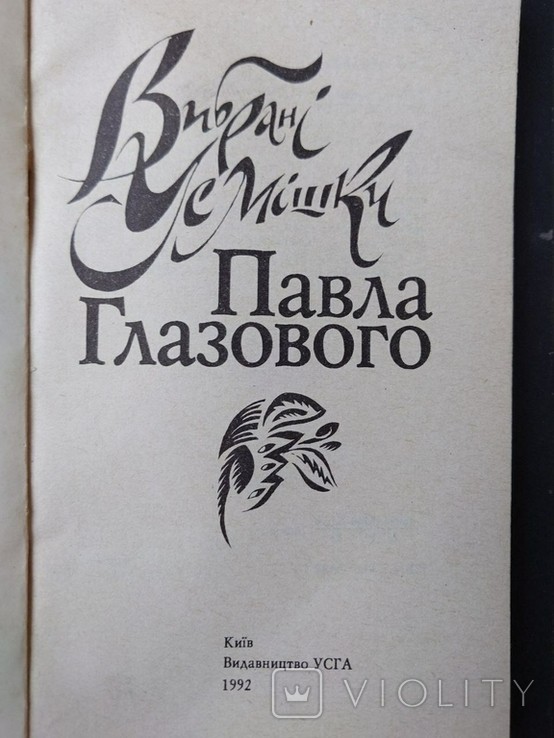 Вибрані
Усмішки
Павла
Глазового
Київ
Видавництво УСГА
1992
VIOLITY